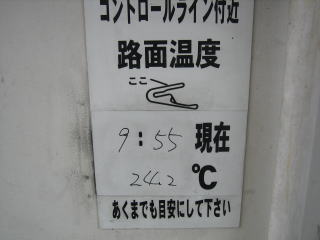 コントロールライン付近
路面温度
ここ
9:55 現在
24.2 ℃
あくまでも目安にして下さい